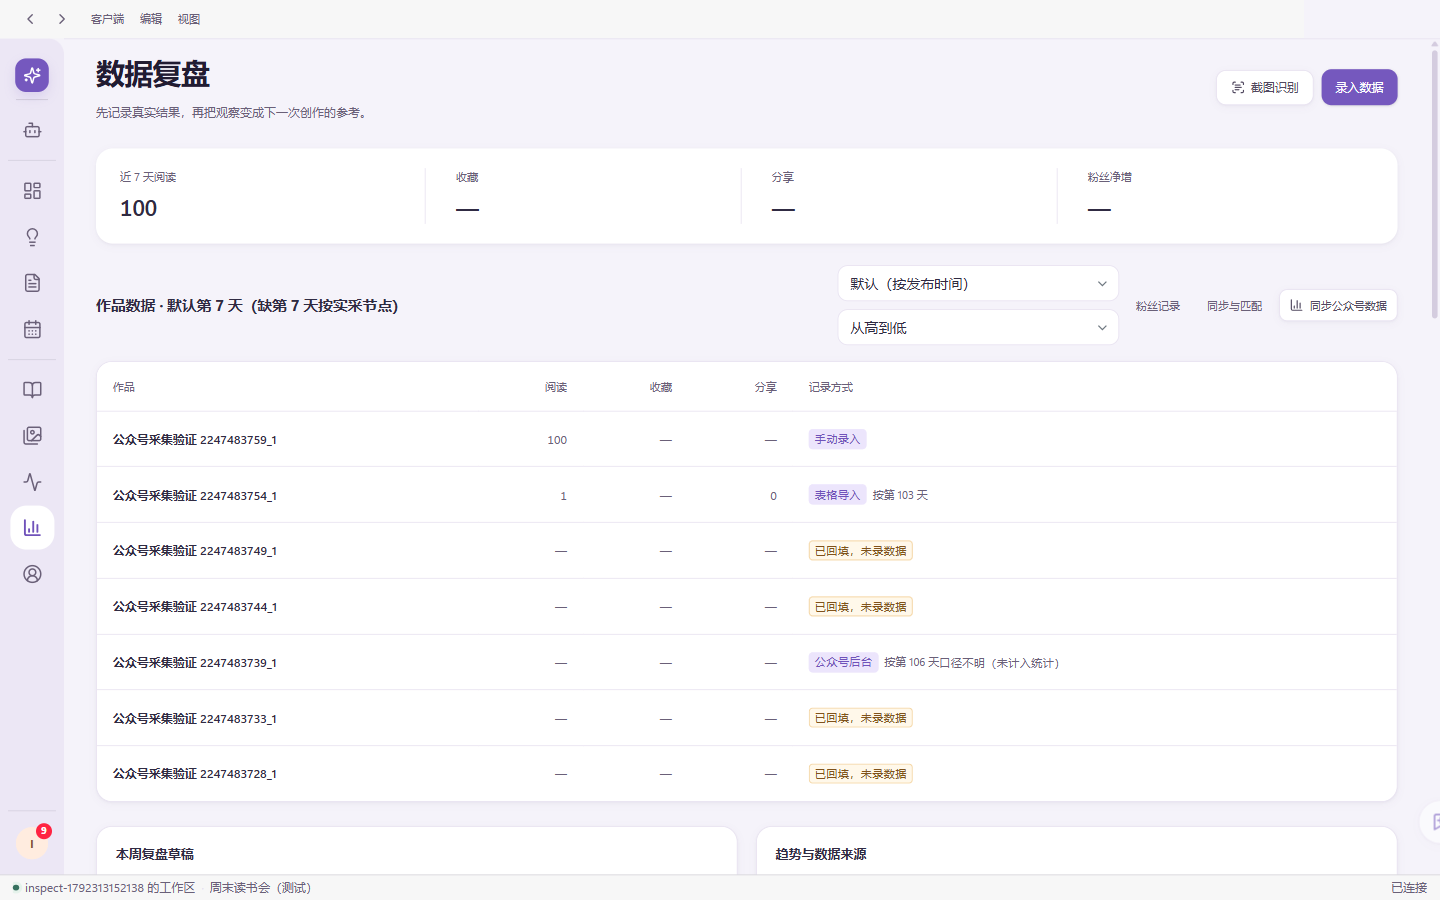 客户端 编辑 视图
数据复盘
先记录真实结果，再把观察变成下一次创作的参考。
截图识别
录入数据
近 7 天阅读
100
收藏
—
分享
—
粉丝净增
—
作品数据 · 默认第 7 天（缺第 7 天按实采节点）
默认（按发布时间）
从高到低
粉丝记录
同步与匹配
同步公众号数据
作品 阅读 收藏 分享 记录方式
公众号采集验证 2247483759_1 100 — — 手动录入
公众号采集验证 2247483754_1 1 — 0 表格导入 按第 103 天
公众号采集验证 2247483749_1 — — — 已回填，未录数据
公众号采集验证 2247483744_1 — — — 已回填，未录数据
公众号采集验证 2247483739_1 — — — 公众号后台 按第 106 天口径不明（未计入统计）
公众号采集验证 2247483733_1 — — — 已回填，未录数据
公众号采集验证 2247483728_1 — — — 已回填，未录数据
本周复盘草稿
趋势与数据来源
9
I
inspect-1792313152138 的工作区 · 周末读书会（测试）
已连接